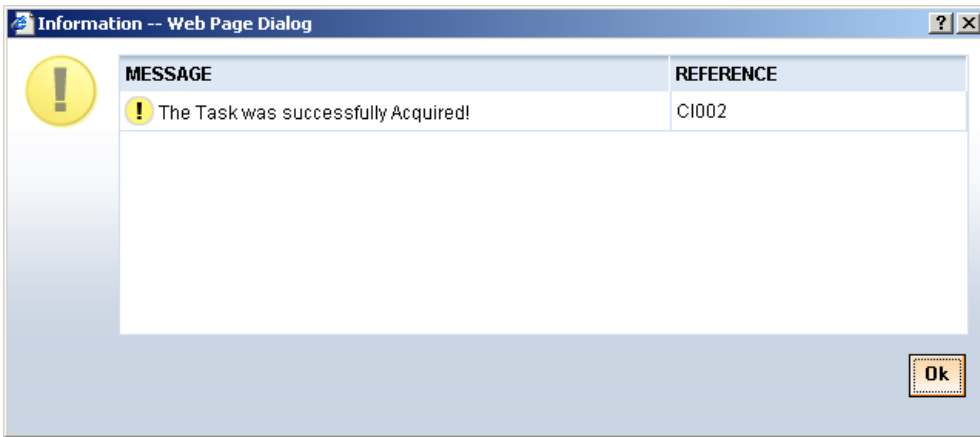 Information -- Web Page Dialog
MESSAGE REFERENCE
The Task was successfully Acquired! CI002
Ok